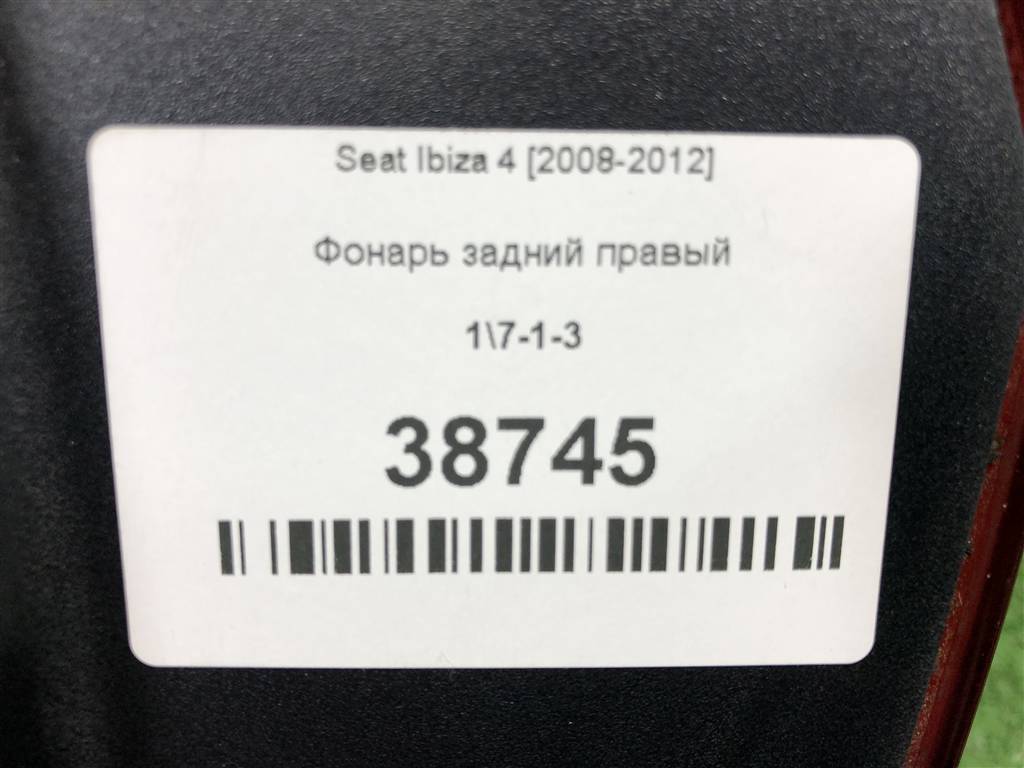 Seat Ibiza 4 [2008-2012]
Фонарь задний правый
1\7-1-3
38745